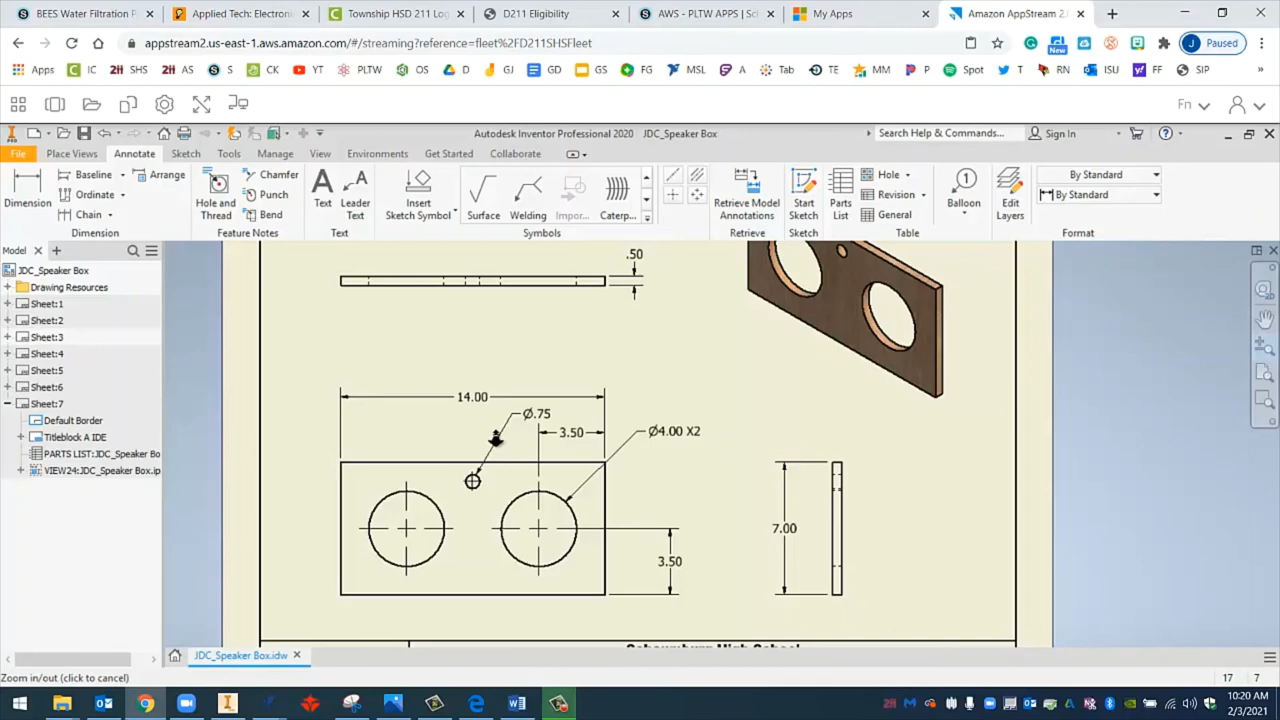 BEES Water Filtration P
Applied Tech: Electroni
Township HSD 211 Log
D211 Eligibility
AWS - PLTW APPS | Scl
My Apps
Amazon AppStream 2.
appstream2.us-east-1.aws.amazon.com/#/streaming?reference=fleet%2FD211SHSFleet
New
J Paused
Apps IC SHS AS S CK YT PLTW OS D GJ GD GS FG MSL A Tab TE MM P Spot T RN ISU FF SIP »
Fn
Autodesk Inventor Professional 2020 JDC_Speaker Box
Search Help & Commands...
Sign In
File Place Views Annotate Sketch Tools Manage View Environments Get Started Collaborate
Dimension
Baseline
Arrange
Ordinate
Chain
Dimension
Hole and Thread
Chamfer
Punch
Bend
Feature Notes
Text
Leader Text
Text
Insert Sketch Symbol
Surface
Welding
Impor...
Caterp...
Symbols
Retrieve Model Annotations
Retrieve
Start Sketch
Sketch
Parts List
Hole
Revision
General
Table
Balloon
1
Edit Layers
By Standard
By Standard
Format
Model
JDC_Speaker Box
Drawing Resources
Sheet:1
Sheet:2
Sheet:3
Sheet:4
Sheet:5
Sheet:6
Sheet:7
Default Border
Titleblock A IDE
PARTS LIST:JDC_Speaker Bo
VIEW24:JDC_Speaker Box.ip
.50
14.00
Ø.75
3.50
Ø4.00 X2
7.00
3.50
Schaumburg High School
JDC_Speaker Box.idw
Zoom in/out (click to cancel)
17 7
10:20 AM
2/3/2021